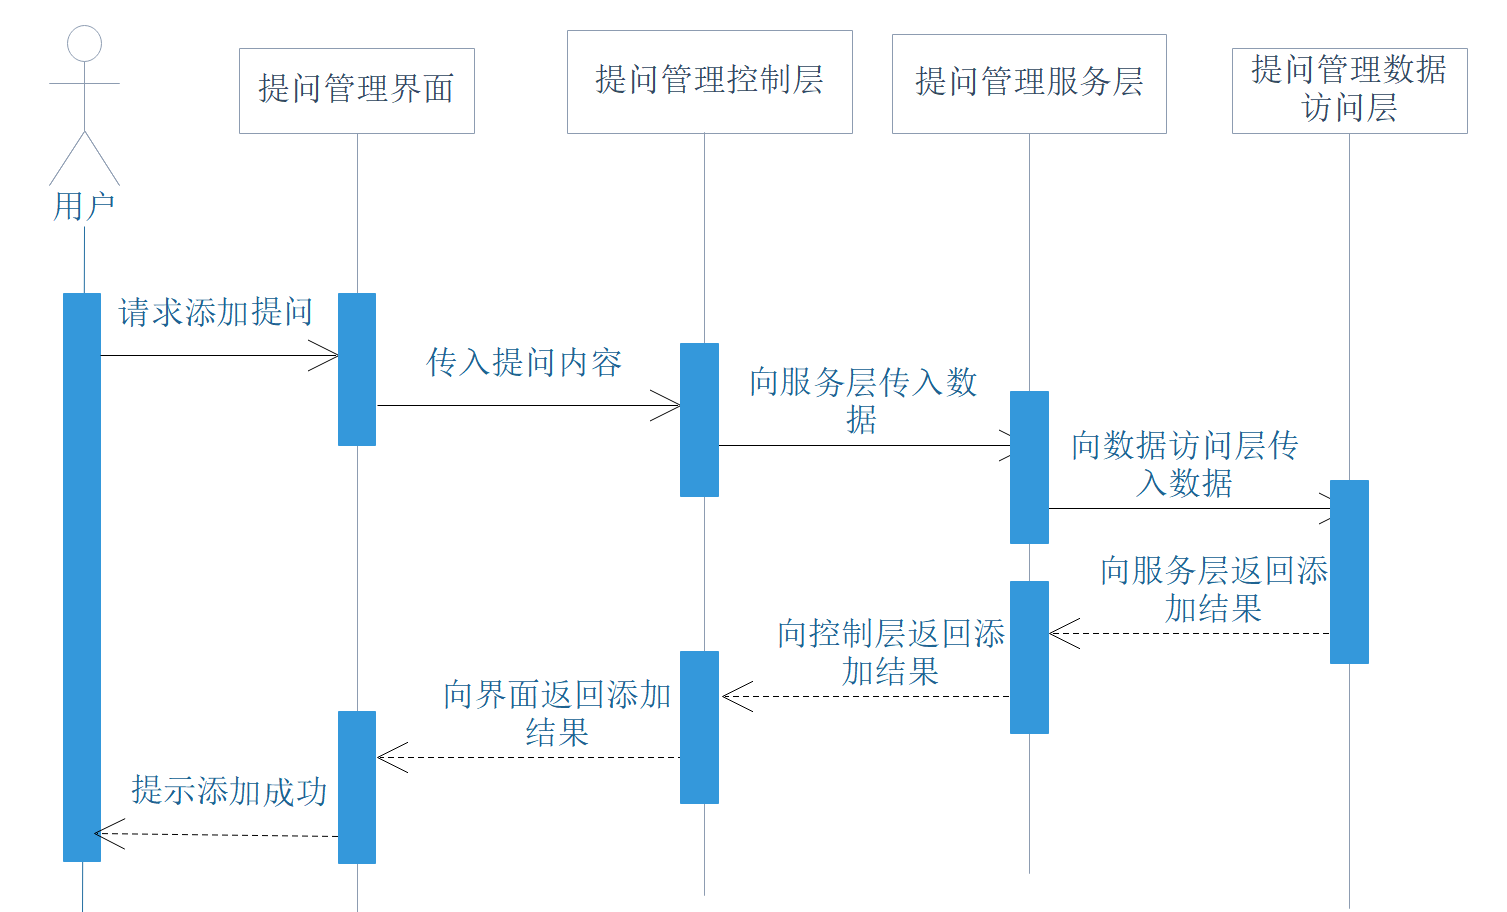 提问管理界面
提问管理控制层
提问管理服务层
提问管理数据
访问层
用户
请求添加提问
传入提问内容
向服务层传入数
据
向数据访问层传
入数据
向服务层返回添
加结果
向控制层返回添
加结果
向界面返回添加
结果
提示添加成功